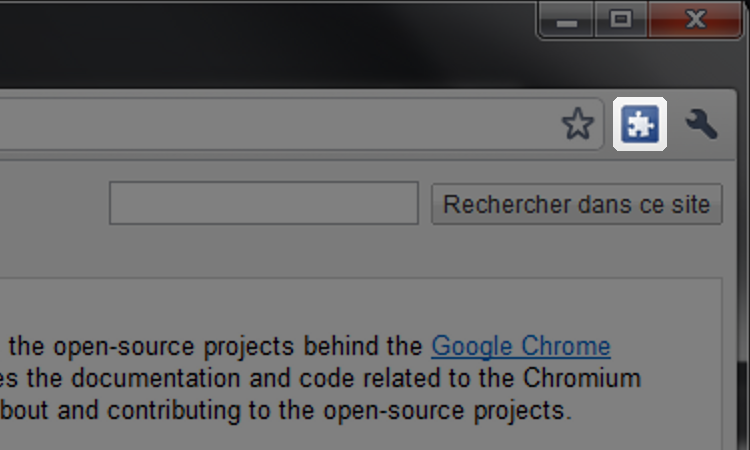 Rechercher dans ce site
the open-source projects behind the Google Chrome
es the documentation and code related to the Chromium
bout and contributing to the open-source projects.